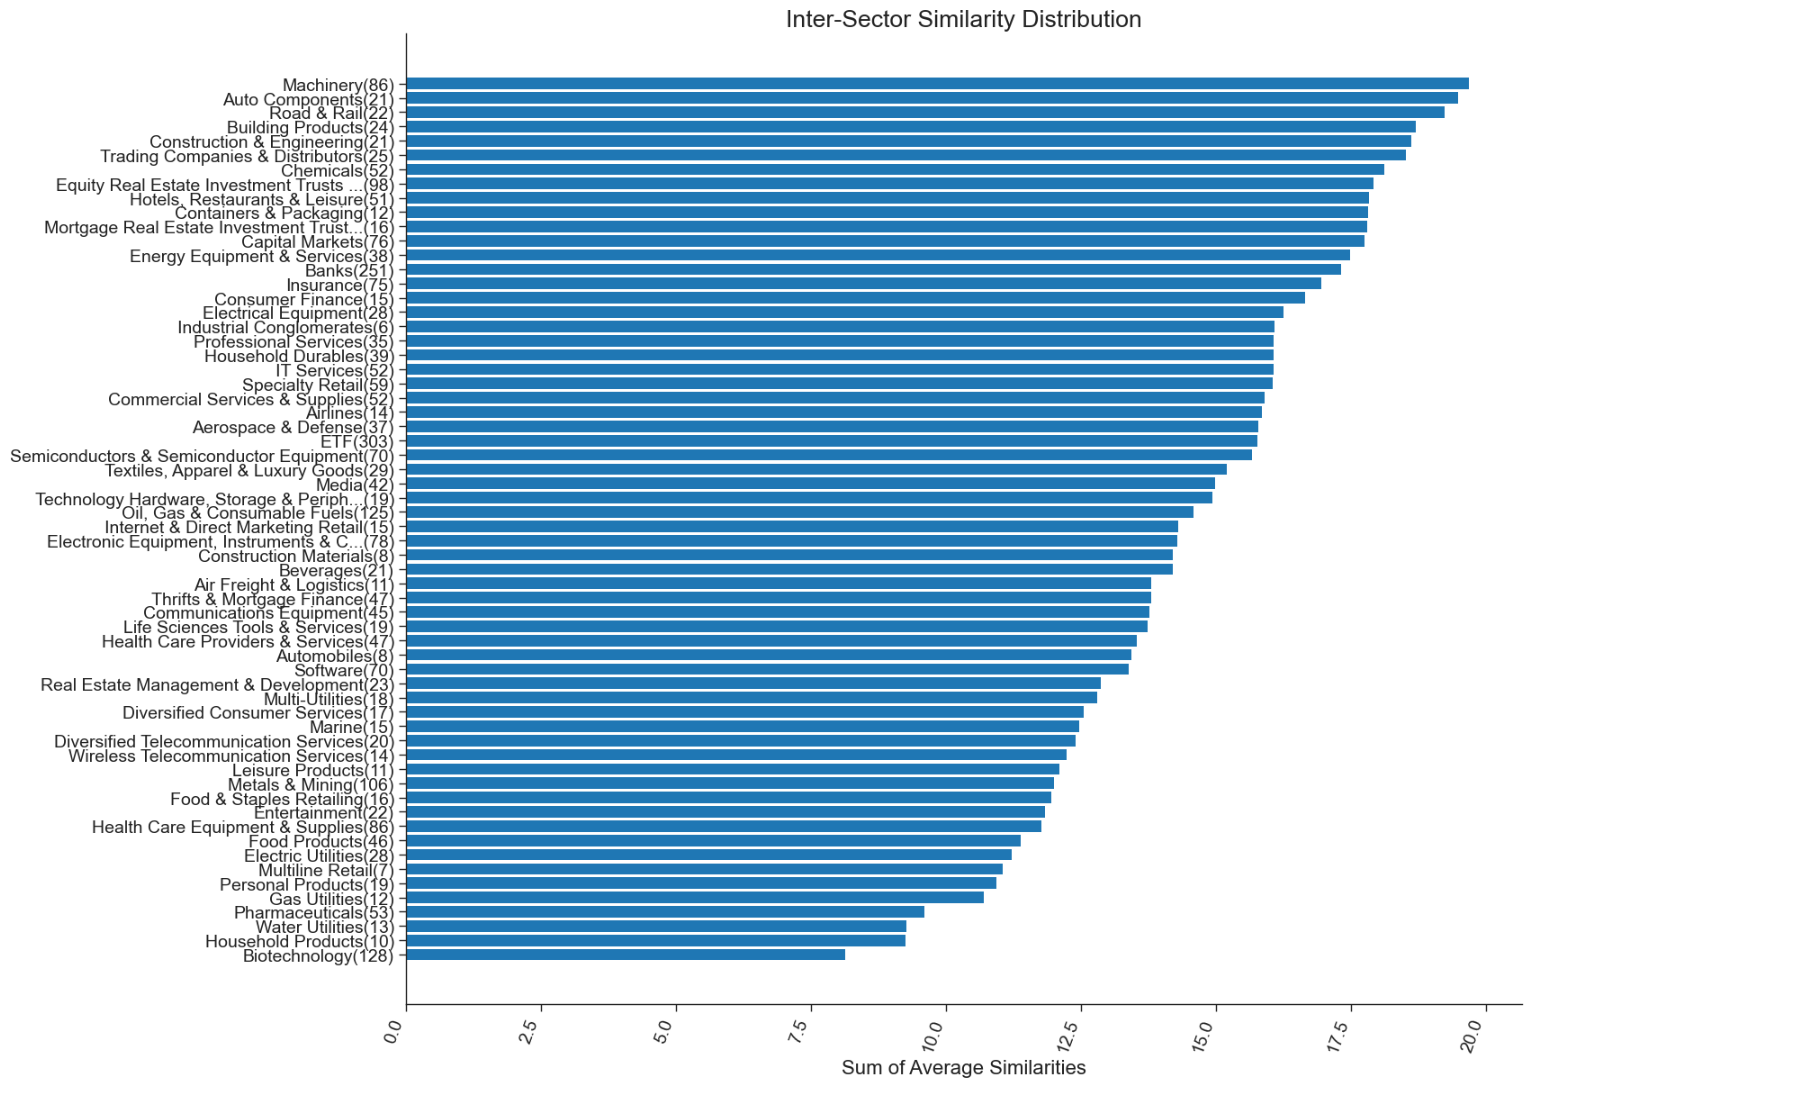 Inter-Sector Similarity Distribution
Machinery(86)
Auto Components(21)
Road & Rail(22)
Building Products(24)
Construction & Engineering(21)
Trading Companies & Distributors(25)
Chemicals(52)
Equity Real Estate Investment Trusts ...(98)
Hotels, Restaurants & Leisure(51)
Containers & Packaging(12)
Mortgage Real Estate Investment Trust...(16)
Capital Markets(76)
Energy Equipment & Services(38)
Banks(251)
Insurance(75)
Consumer Finance(15)
Electrical Equipment(28)
Industrial Conglomerates(6)
Professional Services(35)
Household Durables(39)
IT Services(52)
Specialty Retail(59)
Commercial Services & Supplies(52)
Airlines(14)
Aerospace & Defense(37)
ETF(303)
Semiconductors & Semiconductor Equipment(70)
Textiles, Apparel & Luxury Goods(29)
Media(42)
Technology Hardware, Storage & Periph...(19)
Oil, Gas & Consumable Fuels(125)
Internet & Direct Marketing Retail(15)
Electronic Equipment, Instruments & C...(78)
Construction Materials(8)
Beverages(21)
Air Freight & Logistics(11)
Thrifts & Mortgage Finance(47)
Communications Equipment(45)
Life Sciences Tools & Services(19)
Health Care Providers & Services(47)
Automobiles(8)
Software(70)
Real Estate Management & Development(23)
Multi-Utilities(18)
Diversified Consumer Services(17)
Marine(15)
Diversified Telecommunication Services(20)
Wireless Telecommunication Services(14)
Leisure Products(11)
Metals & Mining(106)
Food & Staples Retailing(16)
Entertainment(22)
Health Care Equipment & Supplies(86)
Food Products(46)
Electric Utilities(28)
Multiline Retail(7)
Personal Products(19)
Gas Utilities(12)
Pharmaceuticals(53)
Water Utilities(13)
Household Products(10)
Biotechnology(128)
0.0 2.5 5.0 7.5 10.0 12.5 15.0 17.5 20.0
Sum of Average Similarities